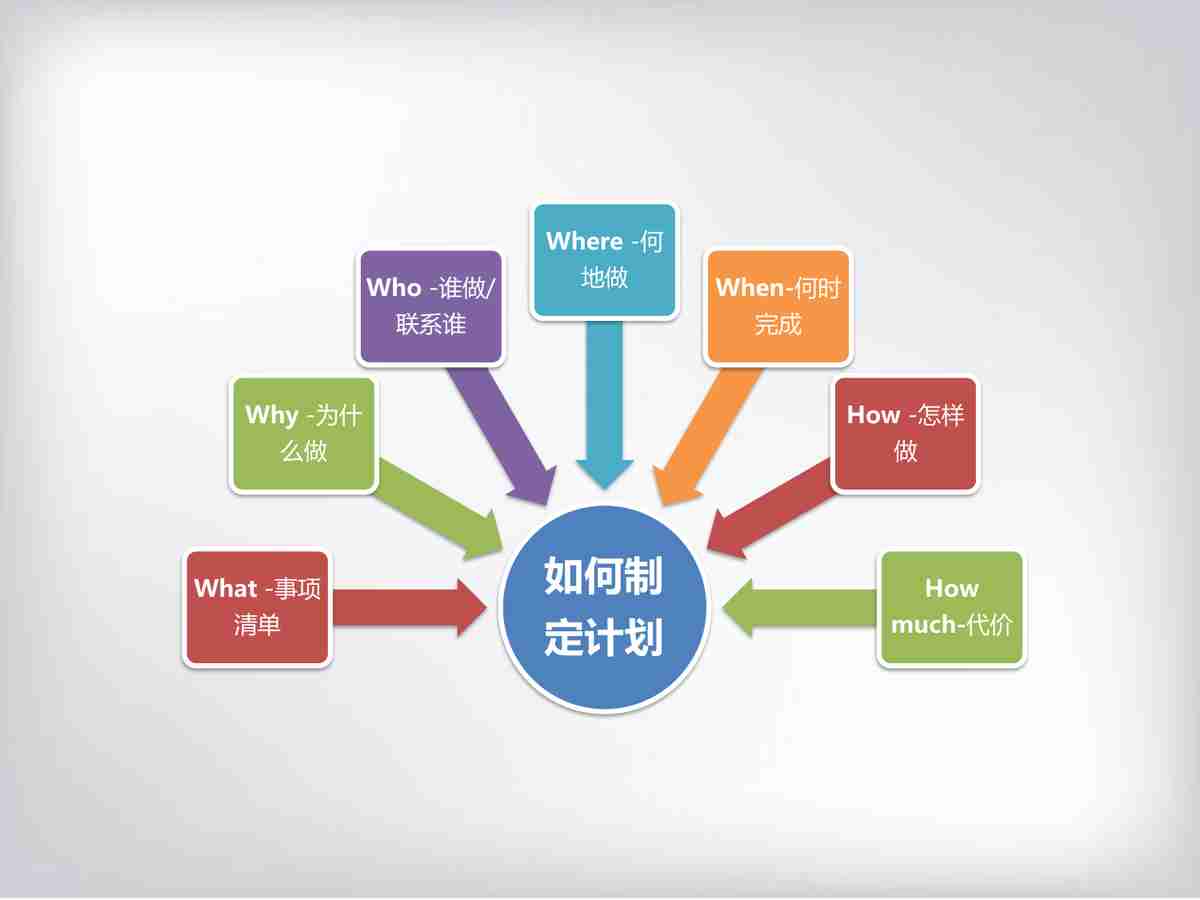 Where -何
地做
Who -谁做/
联系谁
When-何时
完成
Why -为什
么做
How -怎样
做
What -事项
清单
如何制
定计划
How
much-代价